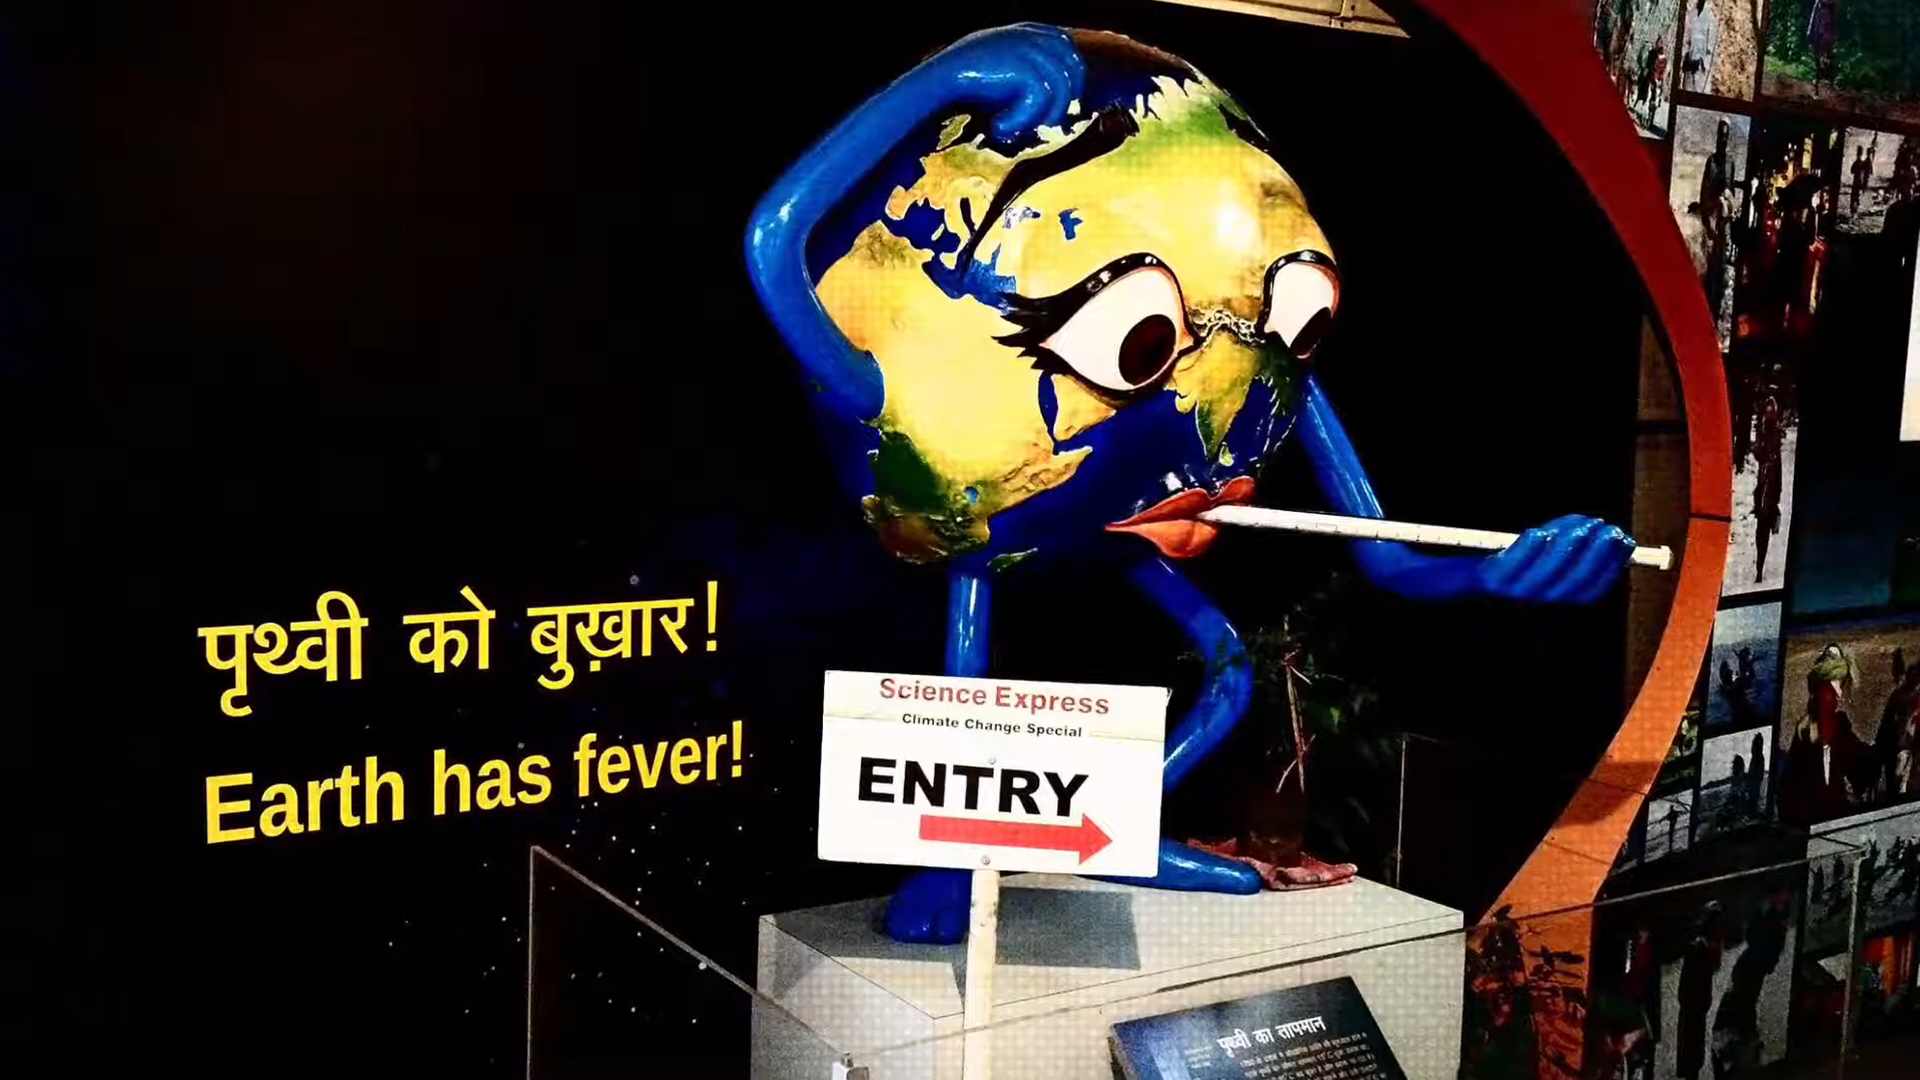 पृथ्वी को बुख़ार!
Earth has fever!
Science Express
Climate Change Special
ENTRY
पृथ्वी का तापमान